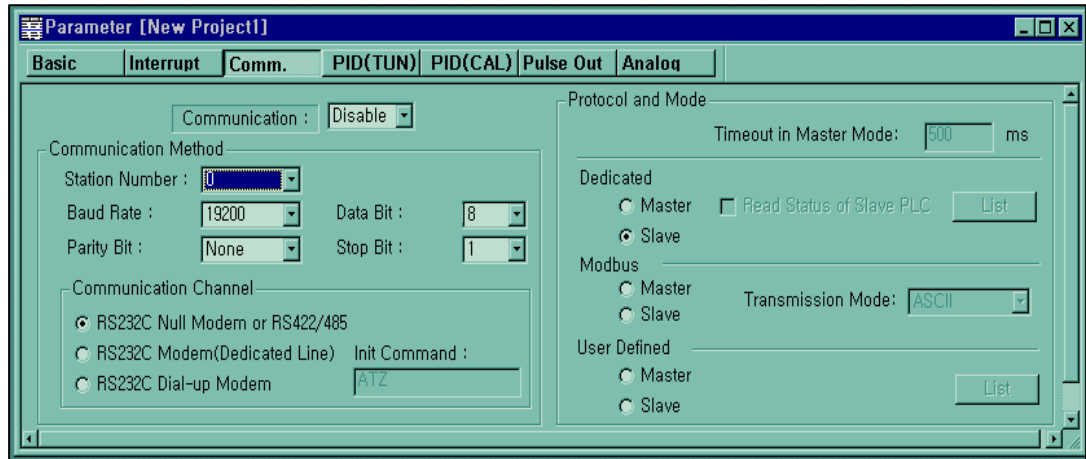 Parameter [New Project1]
Basic Interrupt Comm. PID(TUN) PID(CAL) Pulse Out Analog
Communication : Disable
Communication Method
Station Number : 0
Baud Rate : 19200 Data Bit : 8
Parity Bit : None Stop Bit : 1
Communication Channel
RS232C Null Modem or RS422/485
RS232C Modem(Dedicated Line) Init Command :
RS232C Dial-up Modem ATZ
Protocol and Mode
Timeout in Master Mode: 500 ms
Dedicated
Master Read Status of Slave PLC List
Slave
Modbus
Master
Transmission Mode: ASCII
Slave
User Defined
Master
List
Slave